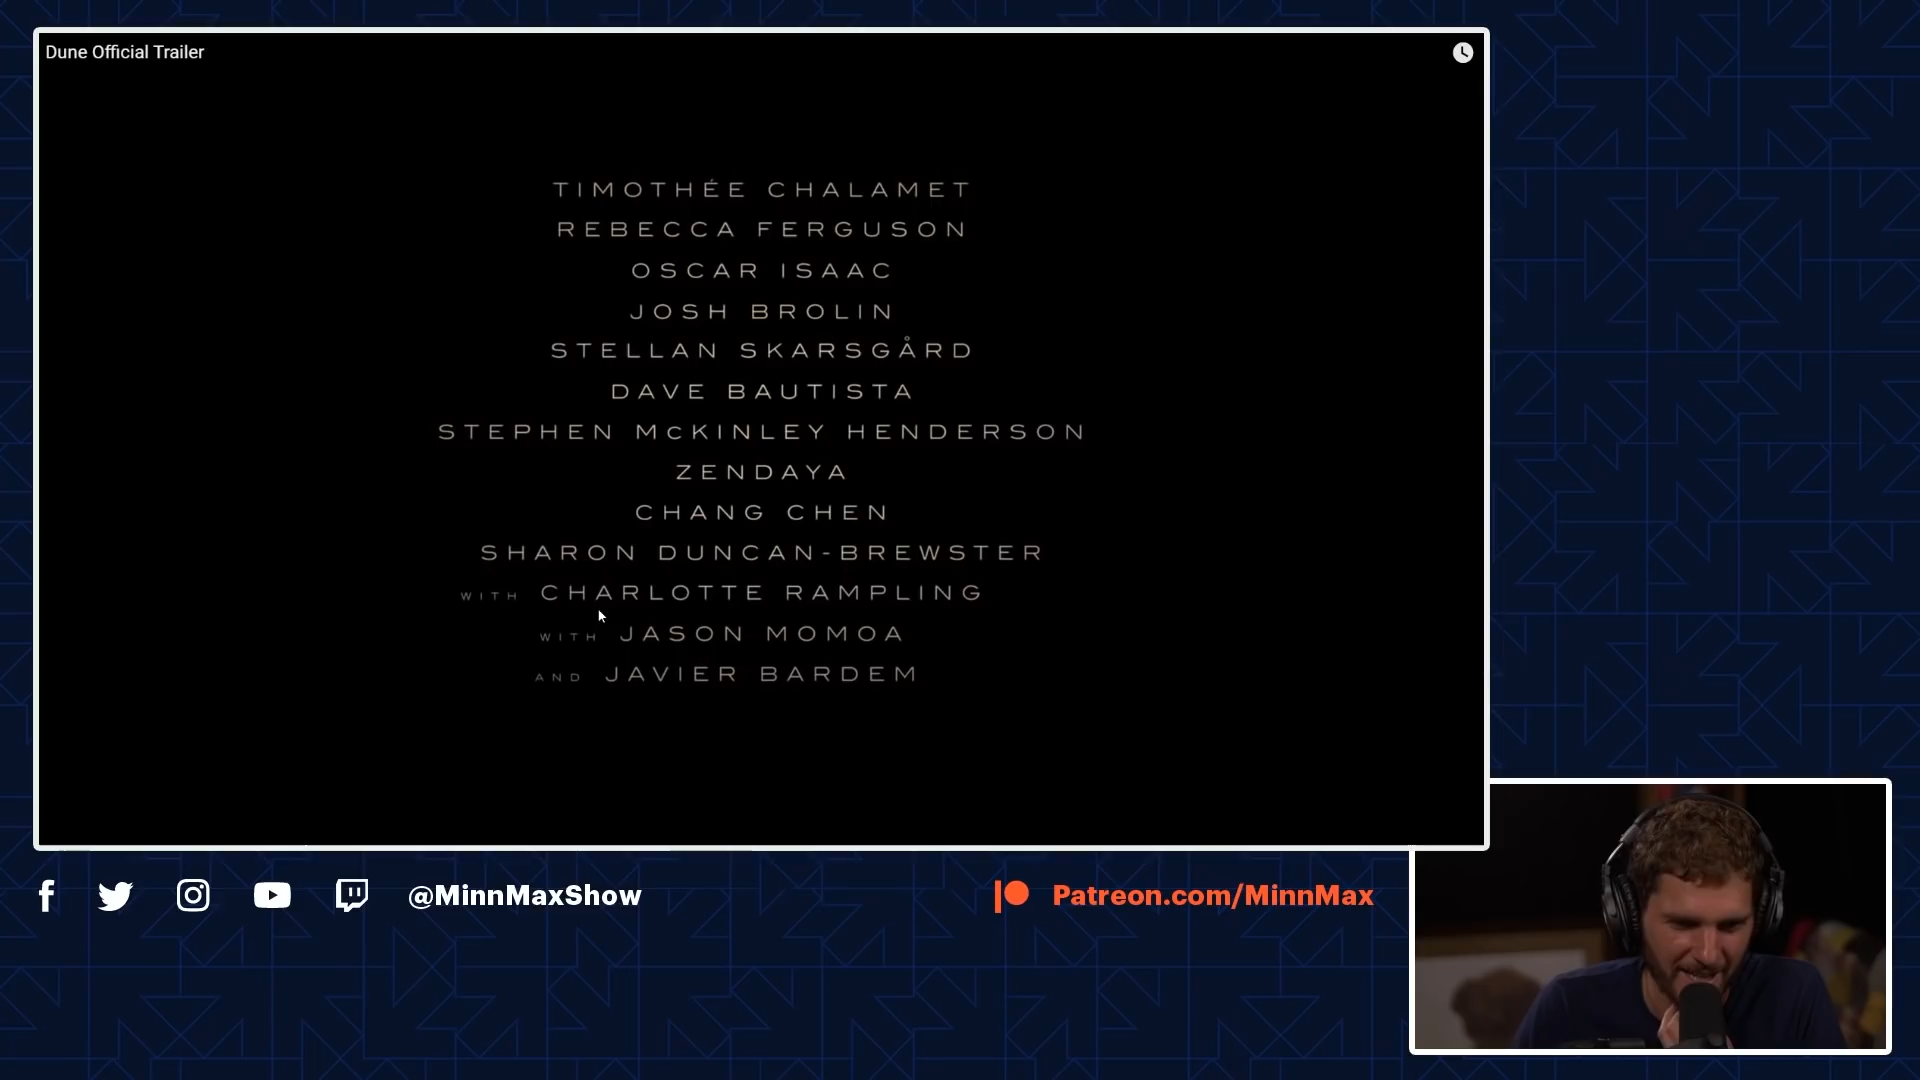 Dune Official Trailer
TIMOTHÉE CHALAMET
REBECCA FERGUSON
OSCAR ISAAC
JOSH BROLIN
STELLAN SKARSGÅRD
DAVE BAUTISTA
STEPHEN McKINLEY HENDERSON
ZENDAYA
CHANG CHEN
SHARON DUNCAN-BREWSTER
WITH CHARLOTTE RAMPLING
WITH JASON MOMOA
AND JAVIER BARDEM
@MinnMaxShow
Patreon.com/MinnMax